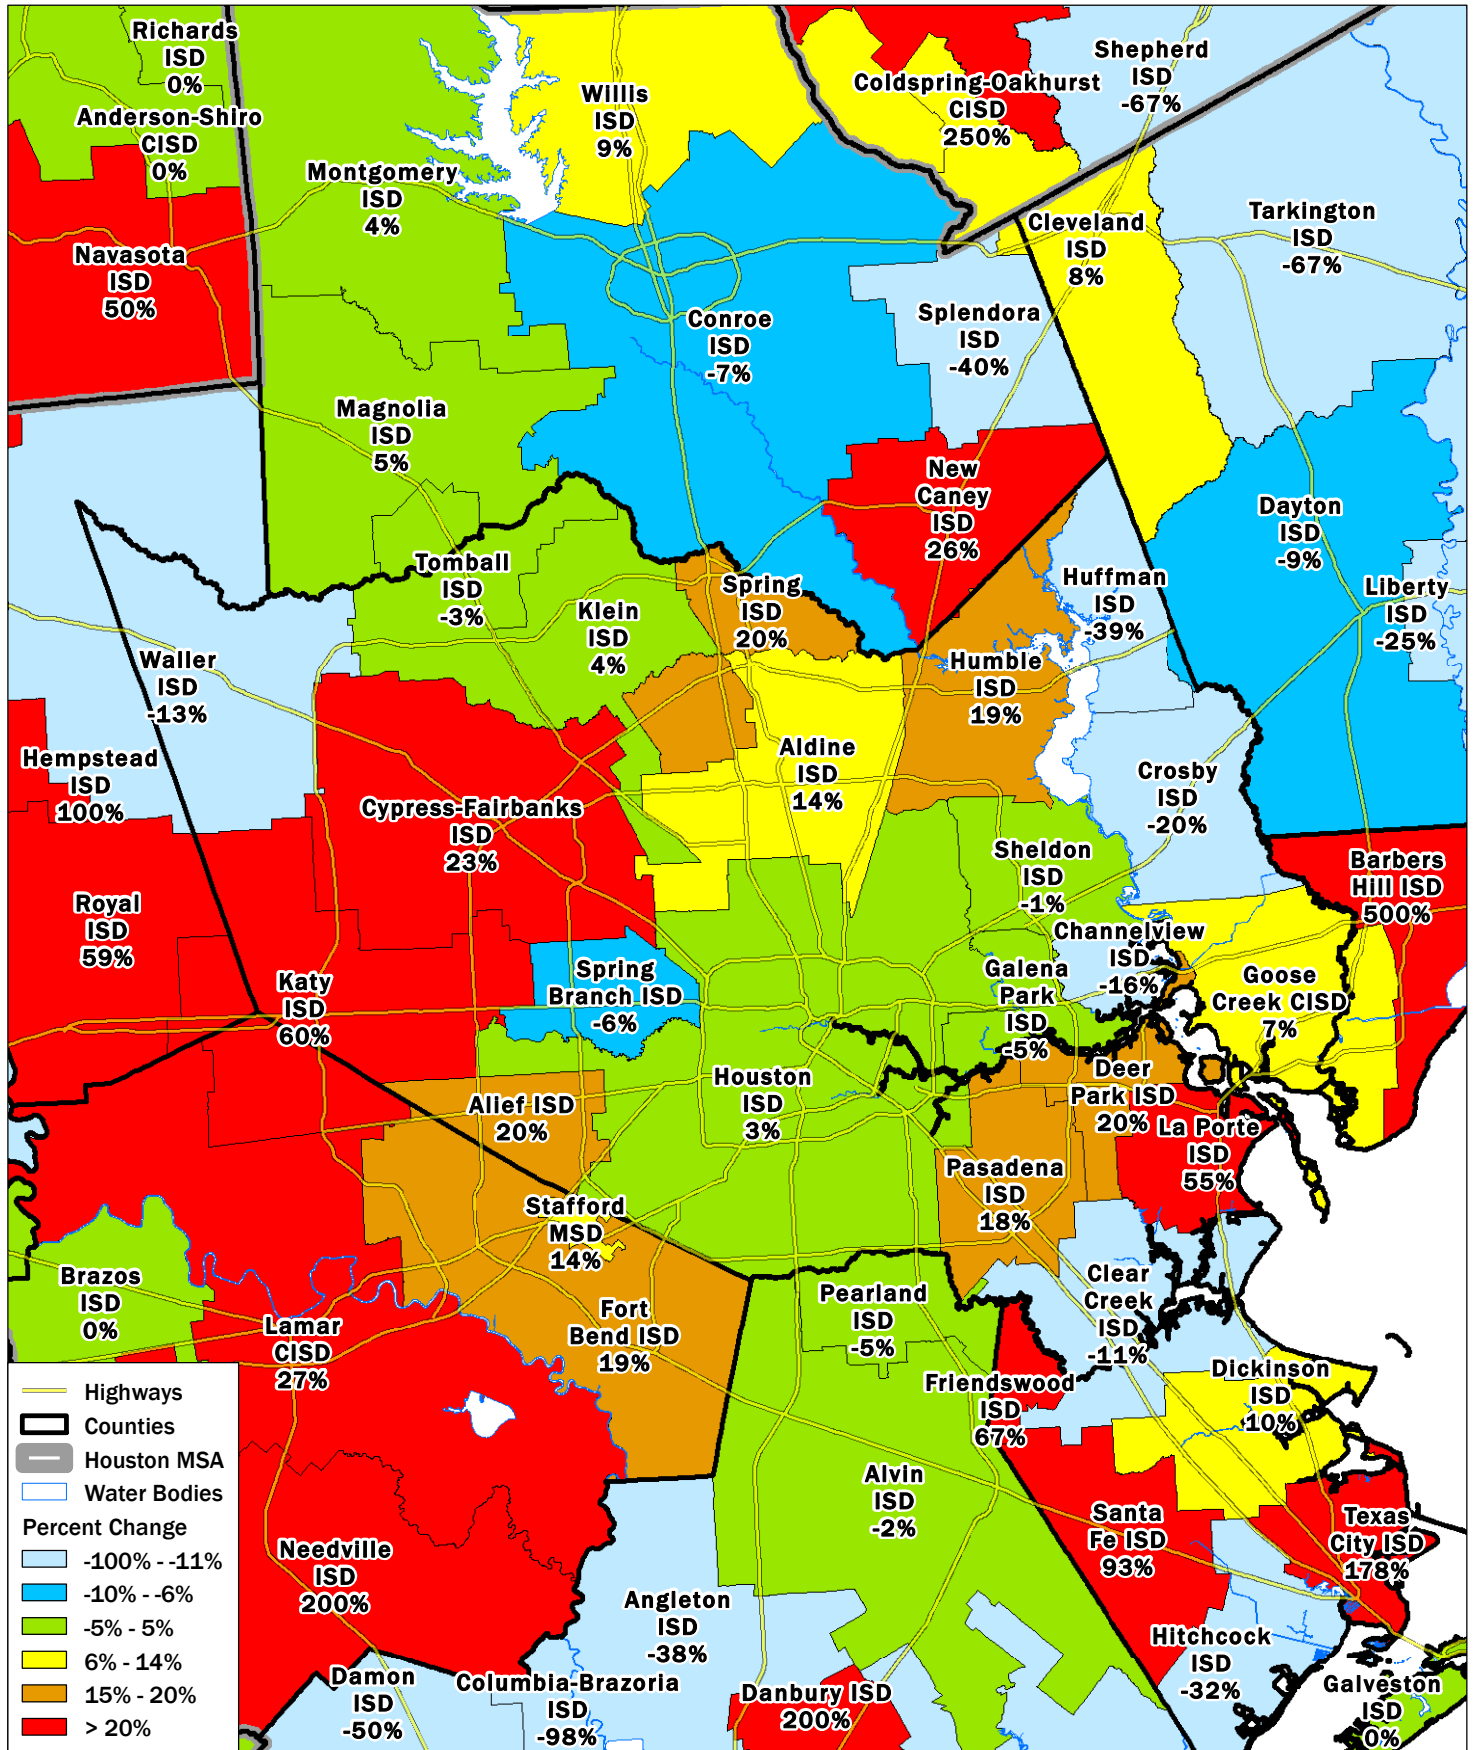 Richards
ISD
0%
Anderson-Shiro
CISD
0%
Navasota
ISD
50%
Montgomery
ISD
4%
Willis
ISD
9%
Coldspring-Oakhurst
CISD
250%
Shepherd
ISD
-67%
Cleveland
ISD
8%
Tarkington
ISD
-67%
Splendora
ISD
-40%
Conroe
ISD
-7%
Magnolia
ISD
5%
New
Caney
ISD
26%
Dayton
ISD
-9%
Tomball
ISD
-3%
Klein
ISD
4%
Spring
ISD
20%
Huffman
ISD
-39%
Liberty
ISD
-25%
Waller
ISD
-13%
Humble
ISD
19%
Hempstead
ISD
100%
Aldine
ISD
14%
Crosby
ISD
-20%
Cypress-Fairbanks
ISD
23%
Sheldon
ISD
-1%
Barbers
Hill ISD
500%
Royal
ISD
59%
Channelview
ISD
-16%
Katy
ISD
60%
Spring
Branch ISD
-6%
Galena
Park
ISD
-5%
Goose
Creek CISD
7%
Houston
ISD
3%
Deer
Park ISD
20%
Alief ISD
20%
La Porte
ISD
55%
Pasadena
ISD
18%
Stafford
MSD
14%
Brazos
ISD
0%
Lamar
CISD
27%
Fort
Bend ISD
19%
Pearland
ISD
-5%
Clear
Creek
ISD
-11%
Friendswood
ISD
67%
Dickinson
ISD
10%
Alvin
ISD
-2%
Santa
Fe ISD
93%
Texas
City ISD
178%
Needville
ISD
200%
Angleton
ISD
-38%
Hitchcock
ISD
-32%
Damon
ISD
-50%
Columbia-Brazoria
ISD
-98%
Danbury ISD
200%
Galveston
ISD
0%
Highways
Counties
Houston MSA
Water Bodies
Percent Change
-100% - -11%
-10% - -6%
-5% - 5%
6% - 14%
15% - 20%
> 20%